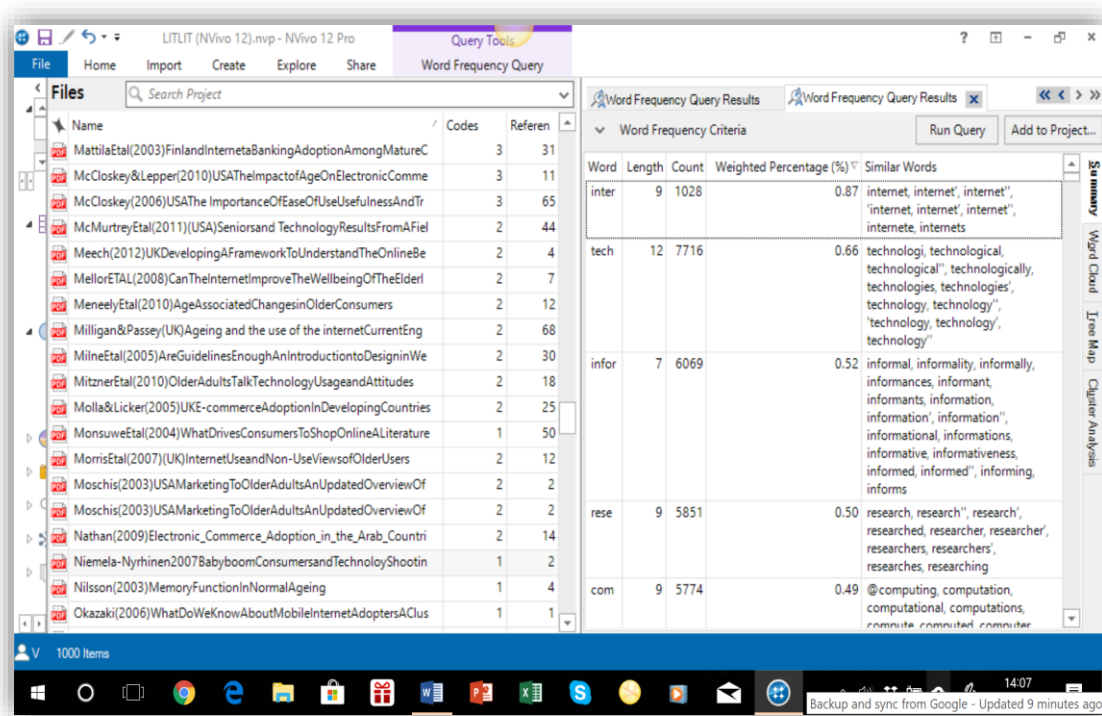 LITLIT (NVivo 12).nvp - NVivo 12 Pro
Query Tools
?
File
Home
Import
Create
Explore
Share
Word Frequency Query
Files
Search Project
Name
Codes
Referen
MattilaEtal(2003)FinlandInternetaBankingAdoptionAmongMatureC 3 31
McCloskey&Lepper(2010)USATheImpactofAgeOnElectronicComme 3 11
McCloskey(2006)USAThe ImportanceOfEaseOfUseUsefulnessAndTr 3 65
McMurtreyEtal(2011)(USA)Seniorsand TechnologyResultsFromAFiel 2 44
Meech(2012)UKDevelopingAFrameworkToUnderstandTheOnlineBe 2 4
MellorETAL(2008)CanTheInternetImproveTheWellbeingOfTheElderl 2 7
MeneelyEtal(2010)AgeAssociatedChangesinOlderConsumers 2 12
Milligan&Passey(UK)Ageing and the use of the internetCurrentEng 2 68
MilneEtal(2005)AreGuidelinesEnoughAnIntroductiontoDesigninWe 2 30
MitznerEtal(2010)OlderAdultsTalkTechnologyUsageandAttitudes 2 18
Molla&Licker(2005)UKE-commerceAdoptionInDevelopingCountries 2 25
MonsuweEtal(2004)WhatDrivesConsumersToShopOnlineALiterature 1 50
MorrisEtal(2007)(UK)InternetUseandNon-UseViewsofOlderUsers 2 12
Moschis(2003)USAMarketingToOlderAdultsAnUpdatedOverviewOf 2 2
Moschis(2003)USAMarketingToOlderAdultsAnUpdatedOverviewOf 2 2
Nathan(2009)Electronic_Commerce_Adoption_in_the_Arab_Countri 2 14
Niemela-Nyrhinen2007BabyboomConsumersandTechnoloyShootin 1 2
Nilsson(2003)MemoryFunctionInNormalAgeing 1 4
Okazaki(2006)WhatDoWeKnowAboutMobileInternetAdoptersAClus 1 1
Word Frequency Query Results
Word Frequency Query Results
Word Frequency Criteria
Run Query
Add to Project...
Word Length Count Weighted Percentage (%) Similar Words
inter 9 1028 0.87 internet, internet', internet'',
'internet, internet', internet'',
internete, internets
tech 12 7716 0.66 technologi, technological,
technological'', technologically,
technologies, technologies',
technology, technology'',
'technology, technology',
technology''
infor 7 6069 0.52 informal, informality, informally,
informances, informant,
informants, information,
information', information'',
informational, informations,
informative, informativeness,
informed, informed'', informing,
informs
rese 9 5851 0.50 research, research'', research',
researched, researcher, researcher',
researchers, researchers',
researches, researching
com 9 5774 0.49 @computing, computation,
computational, computations,
compute, computed, computer
Summary
Word Cloud
Tree Map
Cluster Analysis
V 1000 Items
14:07
Backup and sync from Google - Updated 9 minutes ago